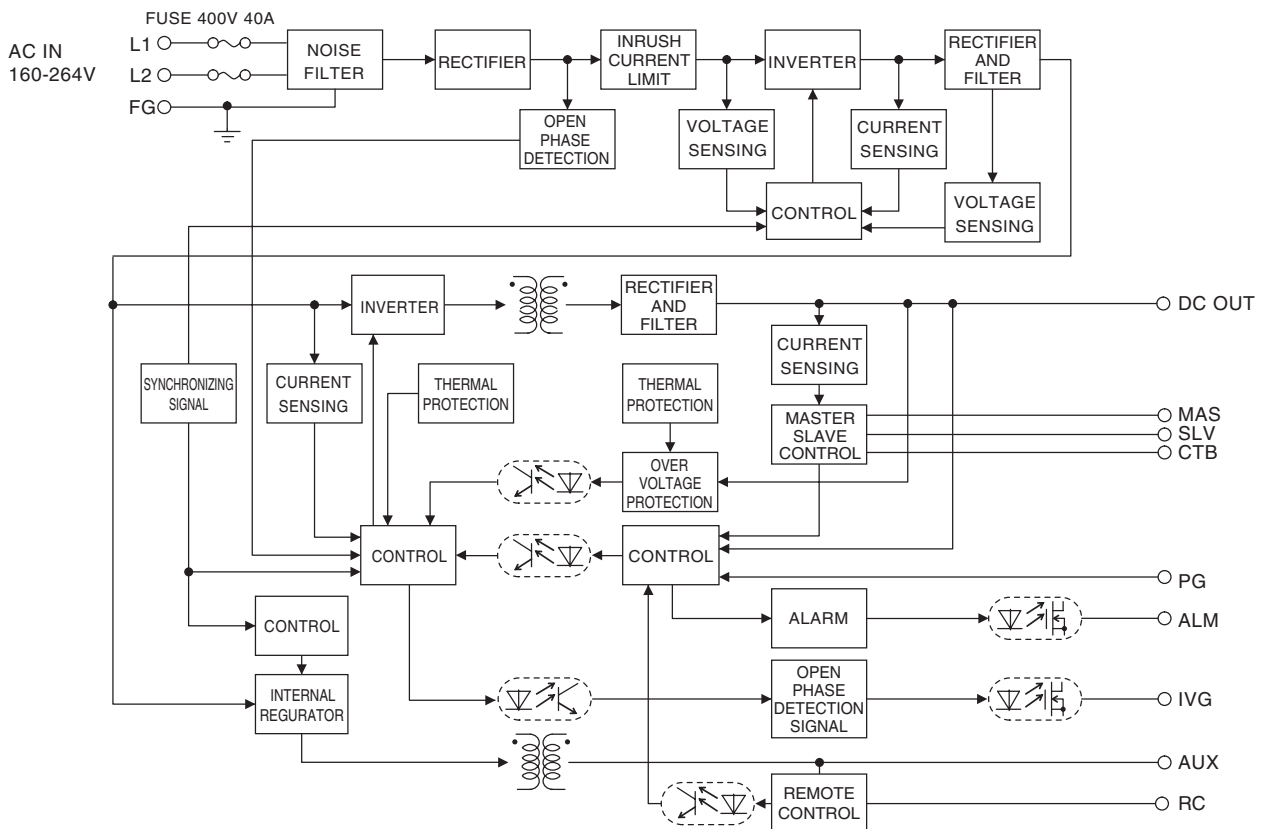 FUSE 400V 40A
AC IN
160-264V
L1
L2
FG
NOISE
FILTER
RECTIFIER
INRUSH
CURRENT
LIMIT
INVERTER
RECTIFIER
AND
FILTER
OPEN
PHASE
DETECTION
VOLTAGE
SENSING
CURRENT
SENSING
CONTROL
VOLTAGE
SENSING
INVERTER
RECTIFIER
AND
FILTER
DC OUT
SYNCHRONIZING
SIGNAL
CURRENT
SENSING
THERMAL
PROTECTION
THERMAL
PROTECTION
CURRENT
SENSING
MASTER
SLAVE
CONTROL
MAS
SLV
CTB
OVER
VOLTAGE
PROTECTION
CONTROL
CONTROL
PG
CONTROL
ALARM
ALM
INTERNAL
REGURATOR
OPEN
PHASE
DETECTION
SIGNAL
IVG
AUX
REMOTE
CONTROL
RC